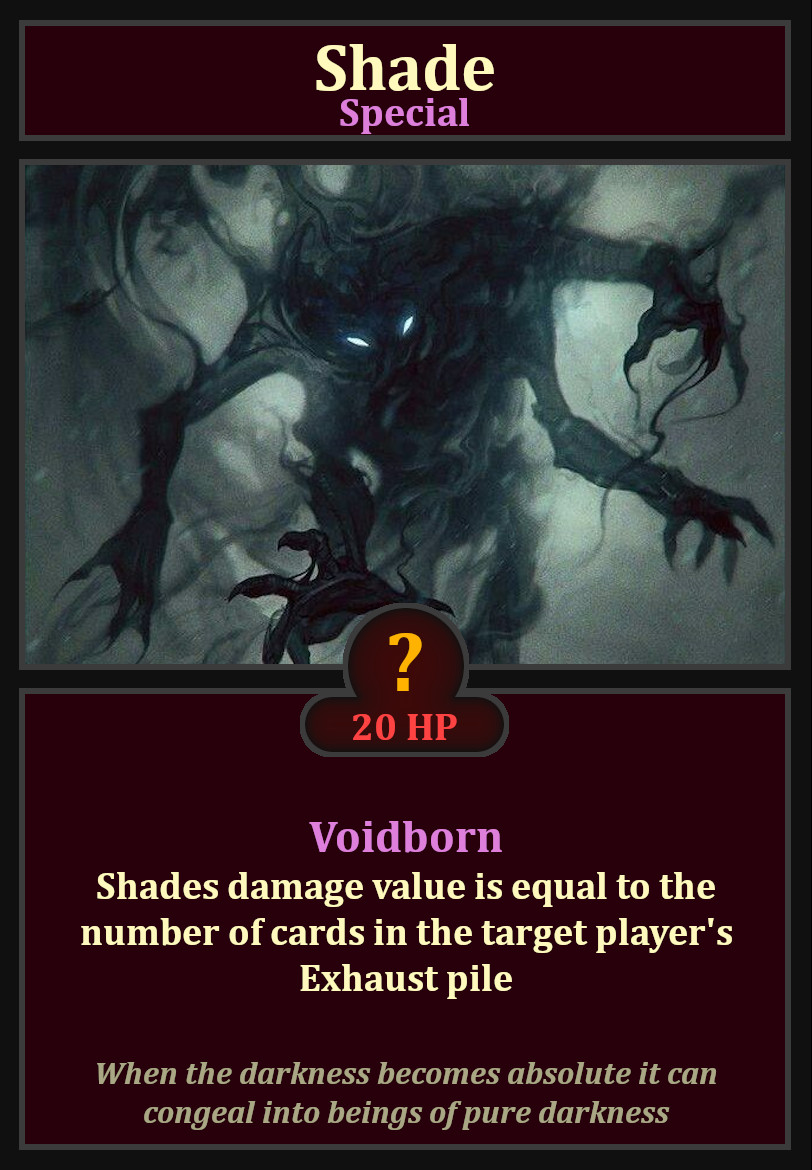 Shade
Special
?
20 HP
Voidborn
Shades damage value is equal to the
number of cards in the target player's
Exhaust pile
When the darkness becomes absolute it can
congeal into beings of pure darkness